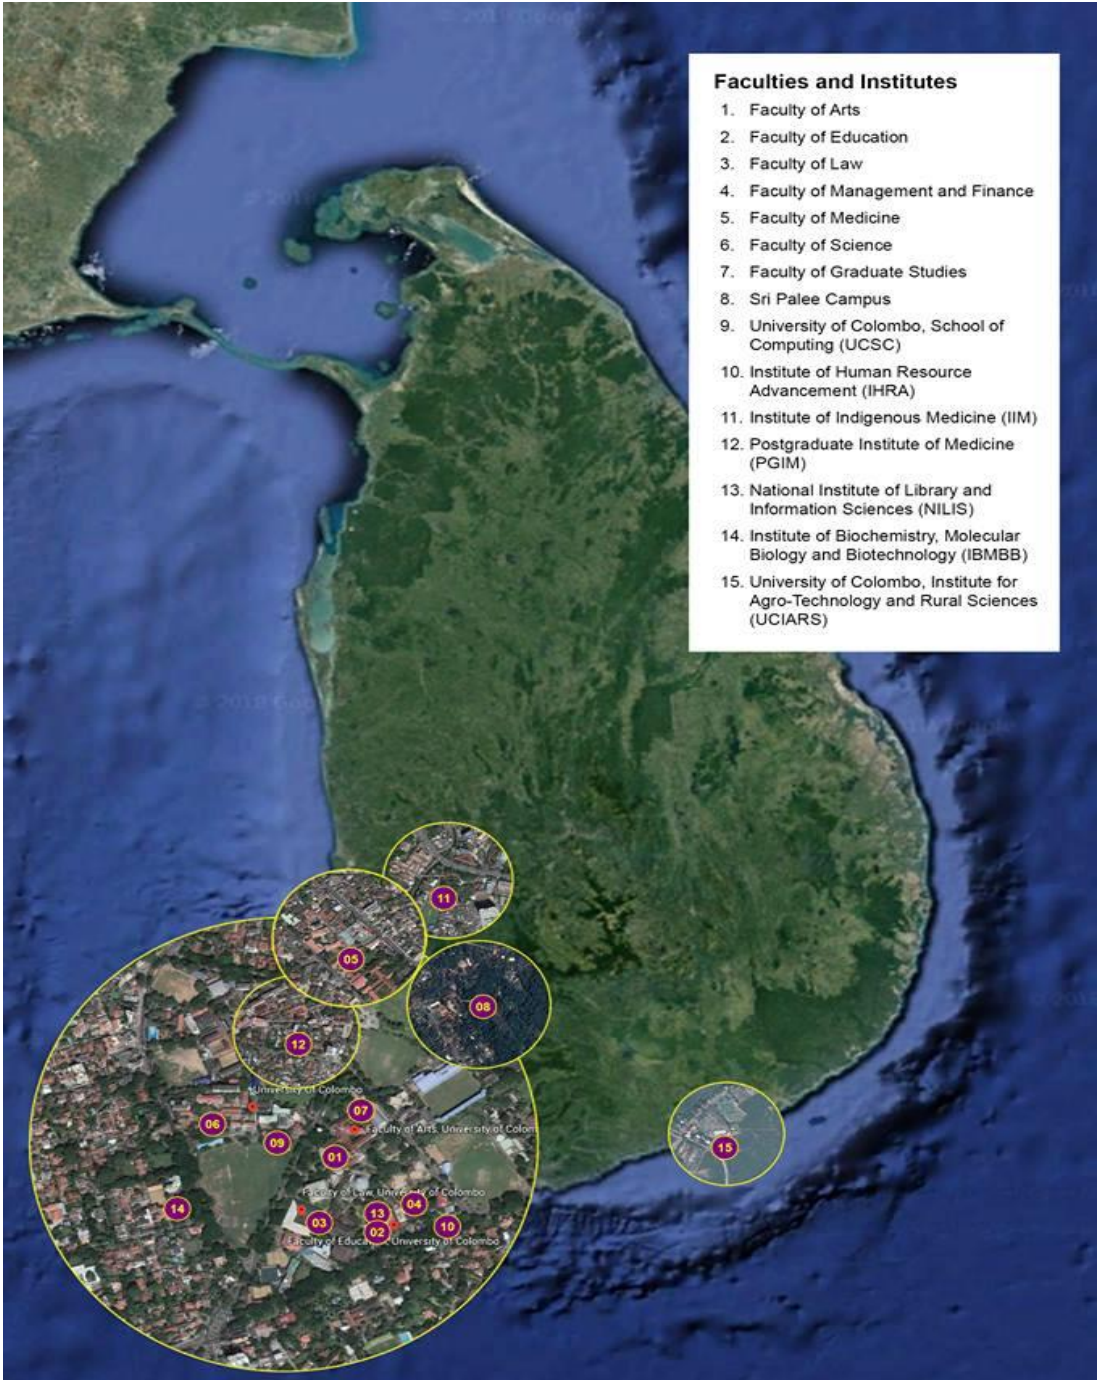 Faculties and Institutes
1. Faculty of Arts
2. Faculty of Education
3. Faculty of Law
4. Faculty of Management and Finance
5. Faculty of Medicine
6. Faculty of Science
7. Faculty of Graduate Studies
8. Sri Palee Campus
9. University of Colombo, School of
Computing (UCSC)
10. Institute of Human Resource
Advancement (IHRA)
11. Institute of Indigenous Medicine (IIM)
12. Postgraduate Institute of Medicine
(PGIM)
13. National Institute of Library and
Information Sciences (NILIS)
14. Institute of Biochemistry, Molecular
Biology and Biotechnology (IBMBB)
15. University of Colombo, Institute for
Agro-Technology and Rural Sciences
(UCIARS)
11
05
08
12
University of Colombo
07
06
Faculty of Arts, University of Colom
09
01
15
Faculty of Law, University of Colombo
14
13
04
03
02
10
Faculty of Educat University of Colombo